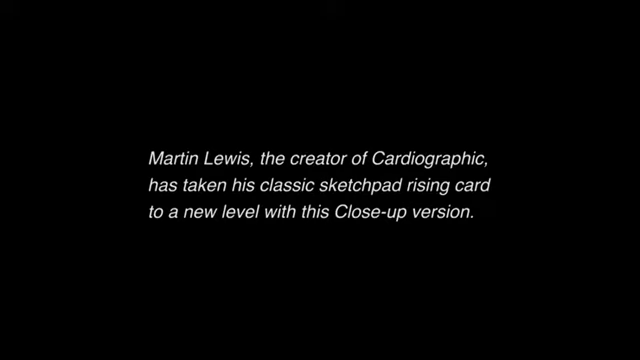 Martin Lewis, the creator of Cardiographic,
has taken his classic sketchpad rising card
to a new level with this Close-up version.